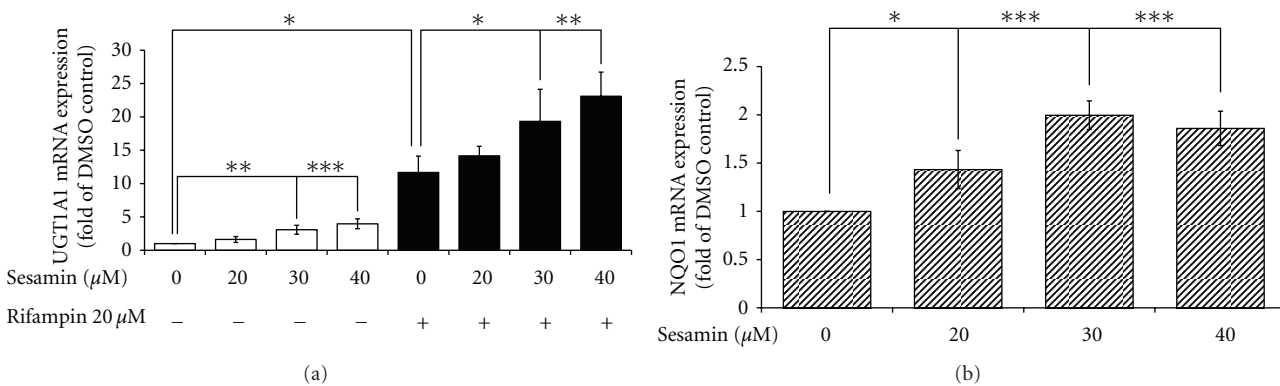 * * **
30
25
20
15
10
5
0
** ***
UGT1A1 mRNA expression
(fold of DMSO control)
Sesamin (μM) 0 20 30 40 0 20 30 40
Rifampin 20 μM − − − − + + + +
(a)
* *** ***
2.5
2
1.5
1
0.5
0
NQO1 mRNA expression
(fold of DMSO control)
Sesamin (μM) 0 20 30 40
(b)